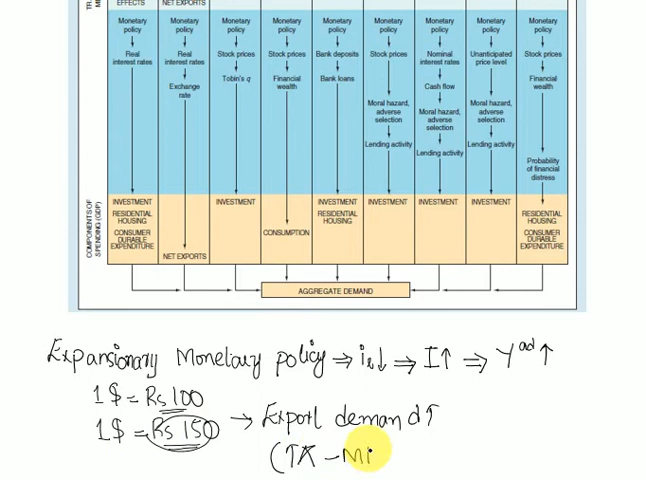 EFFECTS
NET EXPORTS
Monetary policy
Real interest rates
Monetary policy
Real interest rates
Exchange rate
Monetary policy
Stock prices
Tobin's q
Monetary policy
Stock prices
Financial wealth
Monetary policy
Bank deposits
Bank loans
Monetary policy
Stock prices
Moral hazard, adverse selection
Lending activity
Monetary policy
Nominal interest rates
Cash flow
Moral hazard, adverse selection
Lending activity
Monetary policy
Unanticipated price level
Moral hazard, adverse selection
Lending activity
Monetary policy
Stock prices
Financial wealth
Probability of financial distress
COMPONENTS OF
SPENDING (GDP)
INVESTMENT
RESIDENTIAL HOUSING
CONSUMER DURABLE EXPENDITURE
NET EXPORTS
INVESTMENT
CONSUMPTION
INVESTMENT
RESIDENTIAL HOUSING
INVESTMENT
INVESTMENT
INVESTMENT
RESIDENTIAL HOUSING
CONSUMER DURABLE EXPENDITURE
AGGREGATE DEMAND
Expansionary Monetary policy ⇒ ir↓ ⇒ I↑ ⇒ Y^ad ↑
1$ = Rs 100
1$ = Rs 150 → Export demand↑
(↑X - M